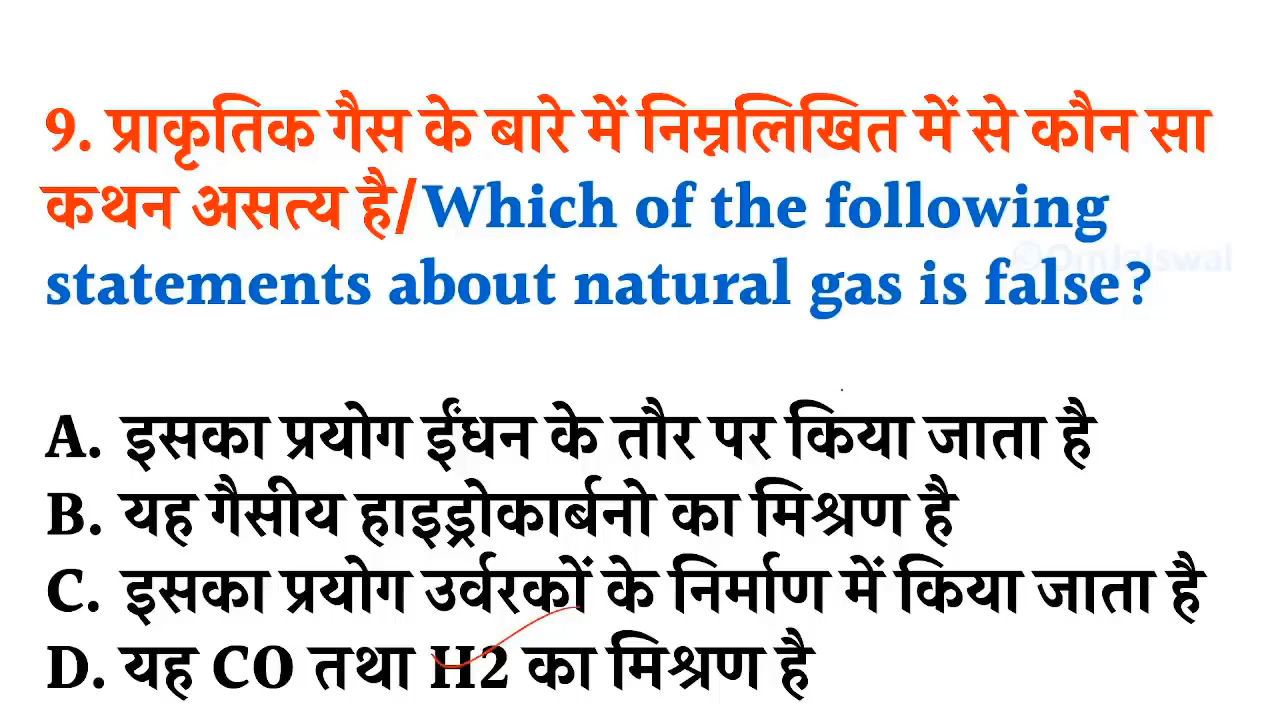 9. प्राकृतिक गैस के बारे में निम्नलिखित में से कौन सा
कथन असत्य है/Which of the following
©OmJaiswal
statements about natural gas is false?
A. इसका प्रयोग ईंधन के तौर पर किया जाता है
B. यह गैसीय हाइड्रोकार्बनो का मिश्रण है
C. इसका प्रयोग उर्वरकों के निर्माण में किया जाता है
D. यह CO तथा H2 का मिश्रण है